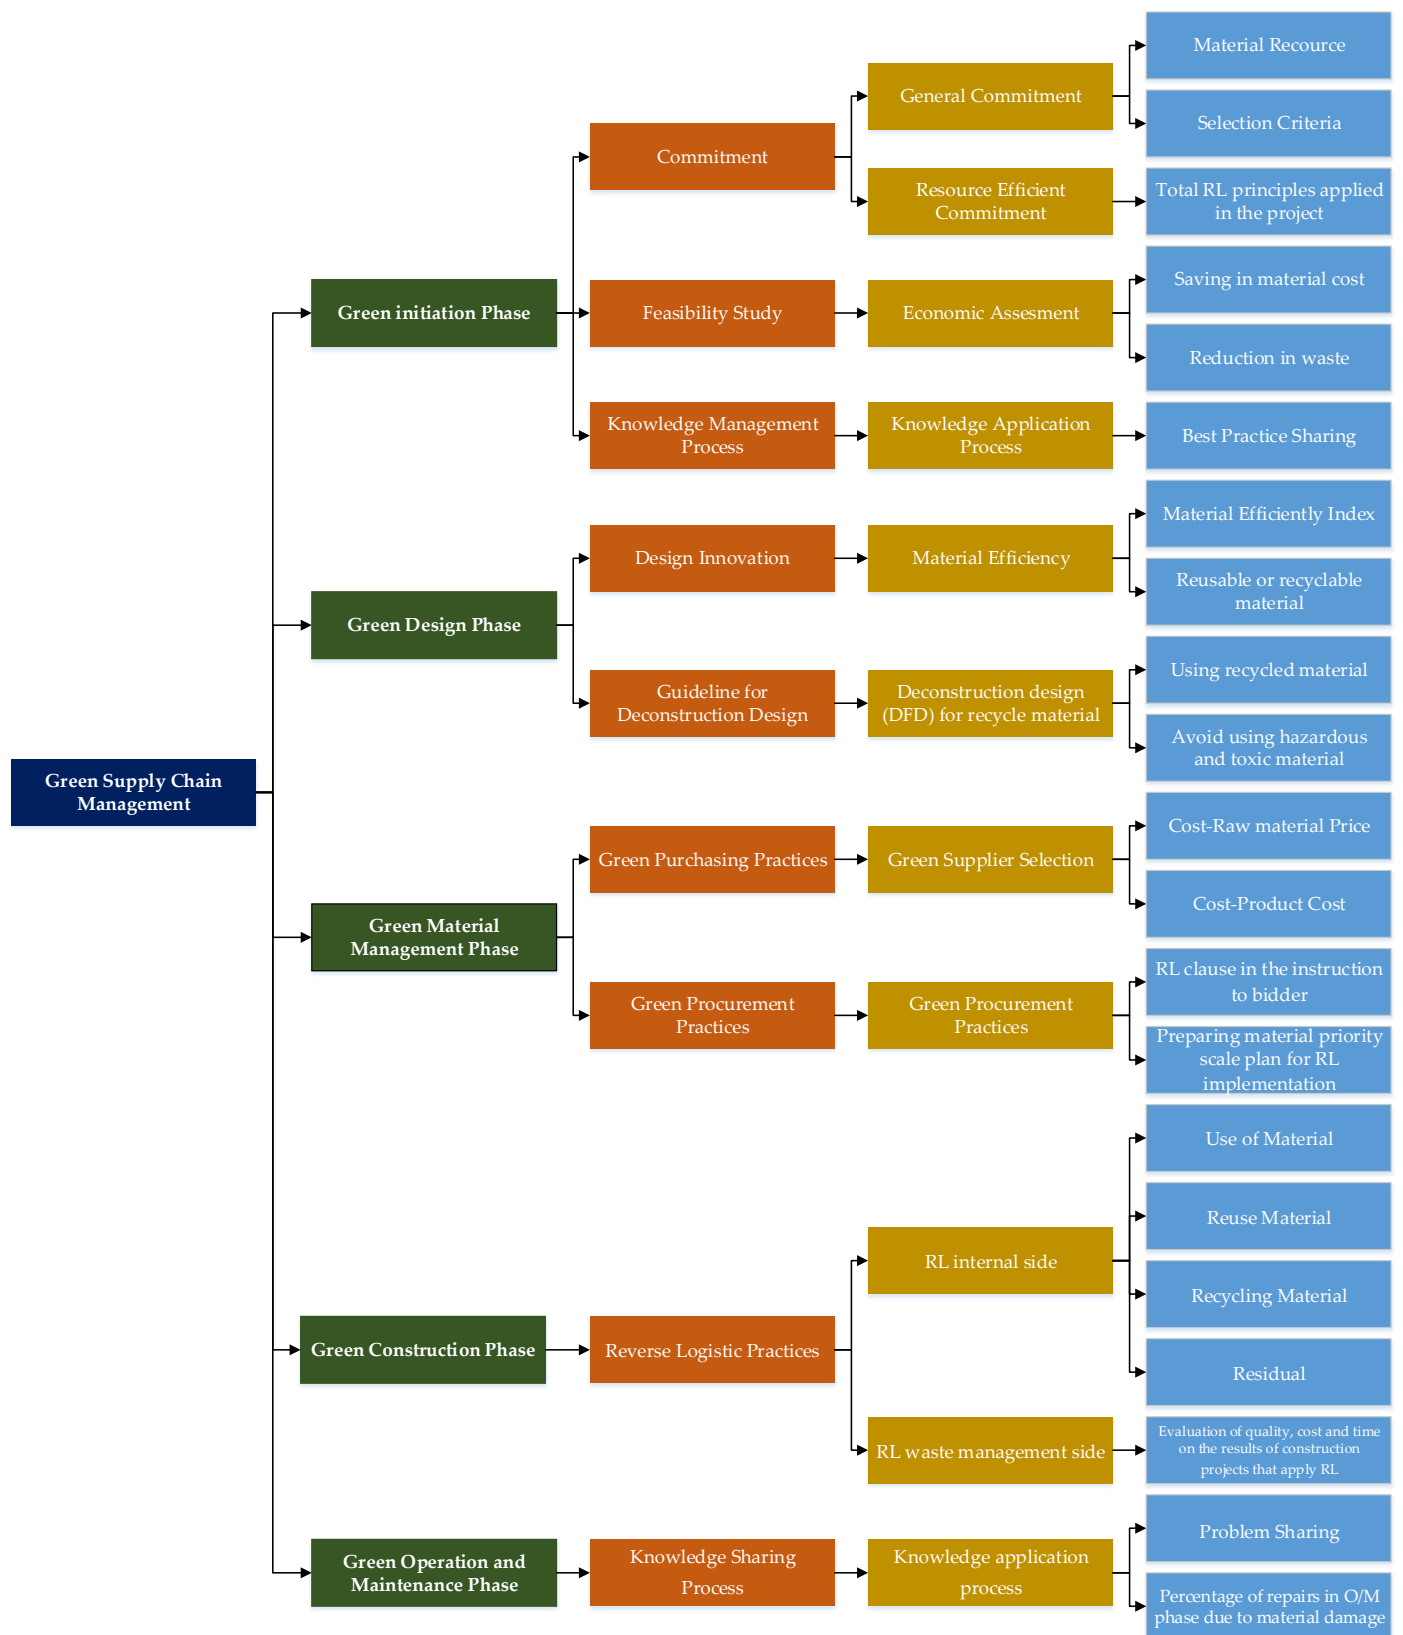 Green Supply Chain
Management
Green initiation Phase
Commitment
General Commitment
Material Recource
Selection Criteria
Resource Efficient
Commitment
Total RL principles applied
in the project
Feasibility Study
Economic Assesment
Saving in material cost
Reduction in waste
Knowledge Management
Process
Knowledge Application
Process
Best Practice Sharing
Green Design Phase
Design Innovation
Material Efficiency
Material Efficiently Index
Reusable or recyclable
material
Guideline for
Deconstruction Design
Deconstruction design
(DFD) for recycle material
Using recycled material
Avoid using hazardous
and toxic material
Green Material
Management Phase
Green Purchasing Practices
Green Supplier Selection
Cost-Raw material Price
Cost-Product Cost
Green Procurement
Practices
Green Procurement
Practices
RL clause in the instruction
to bidder
Preparing material priority
scale plan for RL
implementation
Green Construction Phase
Reverse Logistic Practices
RL internal side
Use of Material
Reuse Material
Recycling Material
Residual
RL waste management side
Evaluation of quality, cost and time
on the results of construction
projects that apply RL
Green Operation and
Maintenance Phase
Knowledge Sharing
Process
Knowledge application
process
Problem Sharing
Percentage of repairs in O/M
phase due to material damage